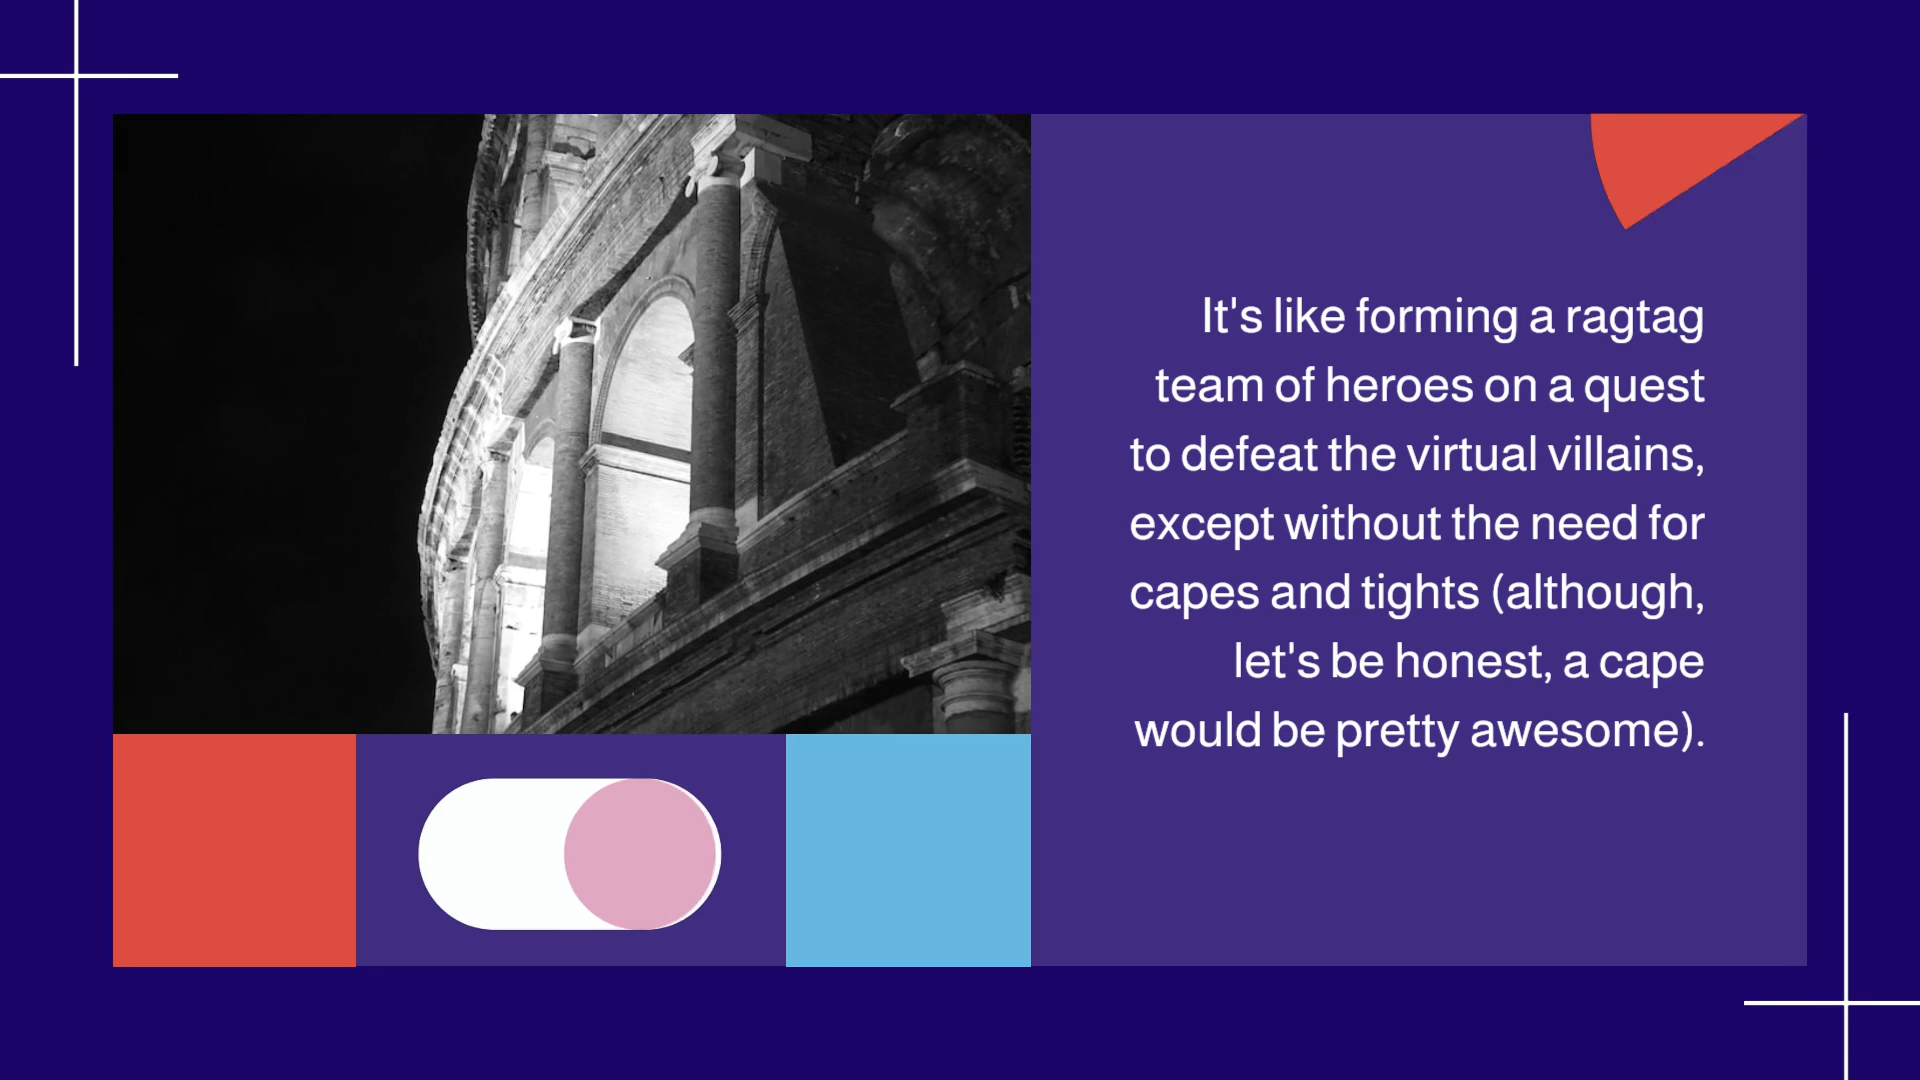 It's like forming a ragtag
team of heroes on a quest
to defeat the virtual villains,
except without the need for
capes and tights (although,
let's be honest, a cape
would be pretty awesome).